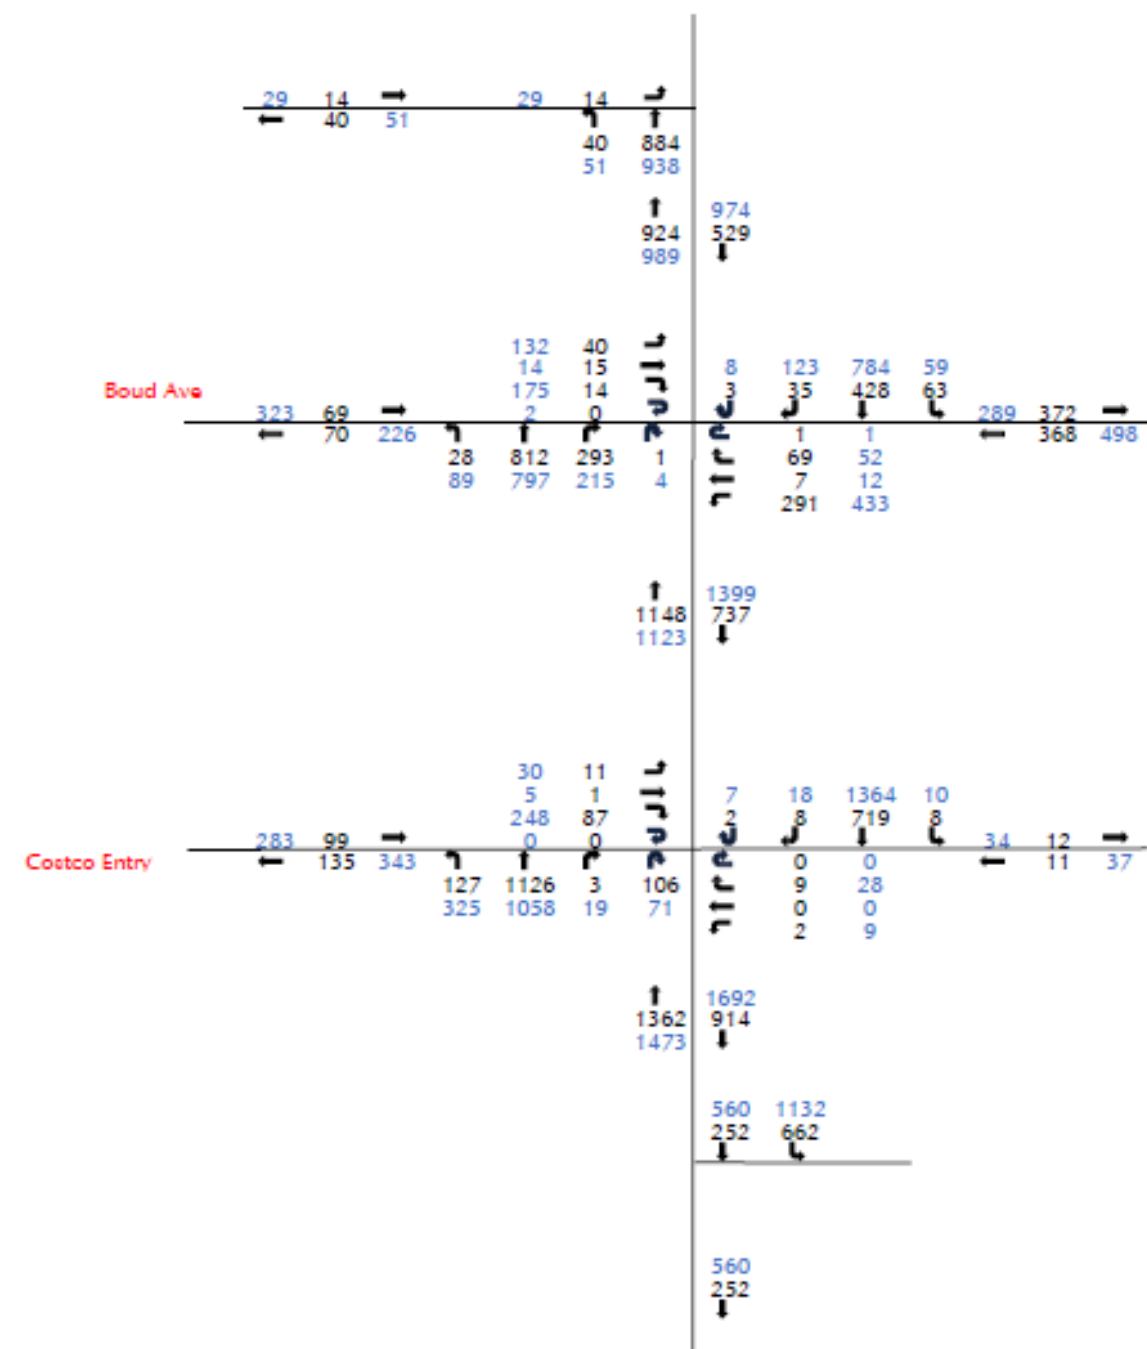 29 14 29 14
40 51
40 884
51 938
974
924 529
989
132 40
14 15 8 123 784 59
Boud Ave 175 14 3 35 428 63
323 69 2 0 289 372
70 226 1 1 368 498
28 812 293 1 69 52
89 797 215 4 7 12
291 433
1399
1148 737
1123
30 11
5 1 7 18 1364 10
248 87 2 8 719 8
283 99 0 0 34 12
Costco Entry 135 343 0 0 11 37
127 1126 3 106 9 28
325 1058 19 71 0 0
2 9
1692
1362 914
1473
560 1132
252 662
560
252